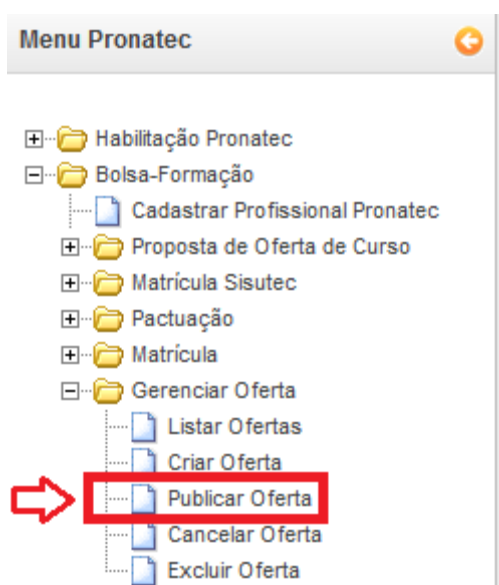 Menu Pronatec
Habilitação Pronatec
Bolsa-Formação
Cadastrar Profissional Pronatec
Proposta de Oferta de Curso
Matrícula Sisutec
Pactuação
Matrícula
Gerenciar Oferta
Listar Ofertas
Criar Oferta
Publicar Oferta
Cancelar Oferta
Excluir Oferta